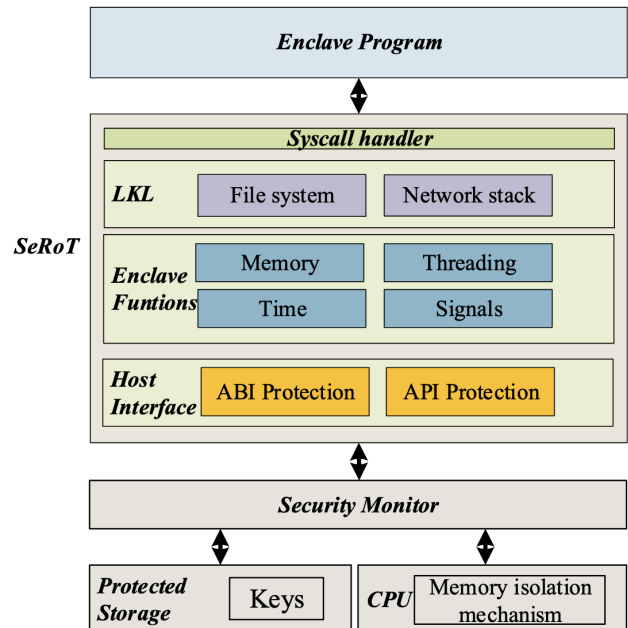 Enclave Program
Syscall handler
LKL
File system
Network stack
SeRoT
Enclave
Funtions
Memory
Threading
Time
Signals
Host
Interface
ABI Protection
API Protection
Security Monitor
Protected
Storage
Keys
CPU
Memory isolation
mechanism